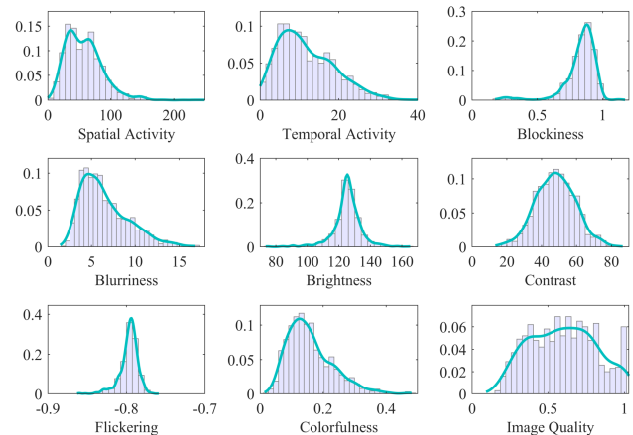 0.15 0.15 0.3
0.1 0.1 0.2
0.05 0.05 0.1
0 0 0
0 100 200 0 20 40 0 0.5 1
Spatial Activity Temporal Activity Blockiness
0.1 0.4 0.1
0.05 0.2 0.05
0 0 0
0 5 10 15 80 100 120 140 160 0 20 40 60 80
Blurriness Brightness Contrast
0.4 0.1 0.06
0.2 0.05 0.04
0.02
0 0 0
-0.9 -0.8 -0.7 0 0.2 0.4 0 0.5 1
Flickering Colorfulness Image Quality